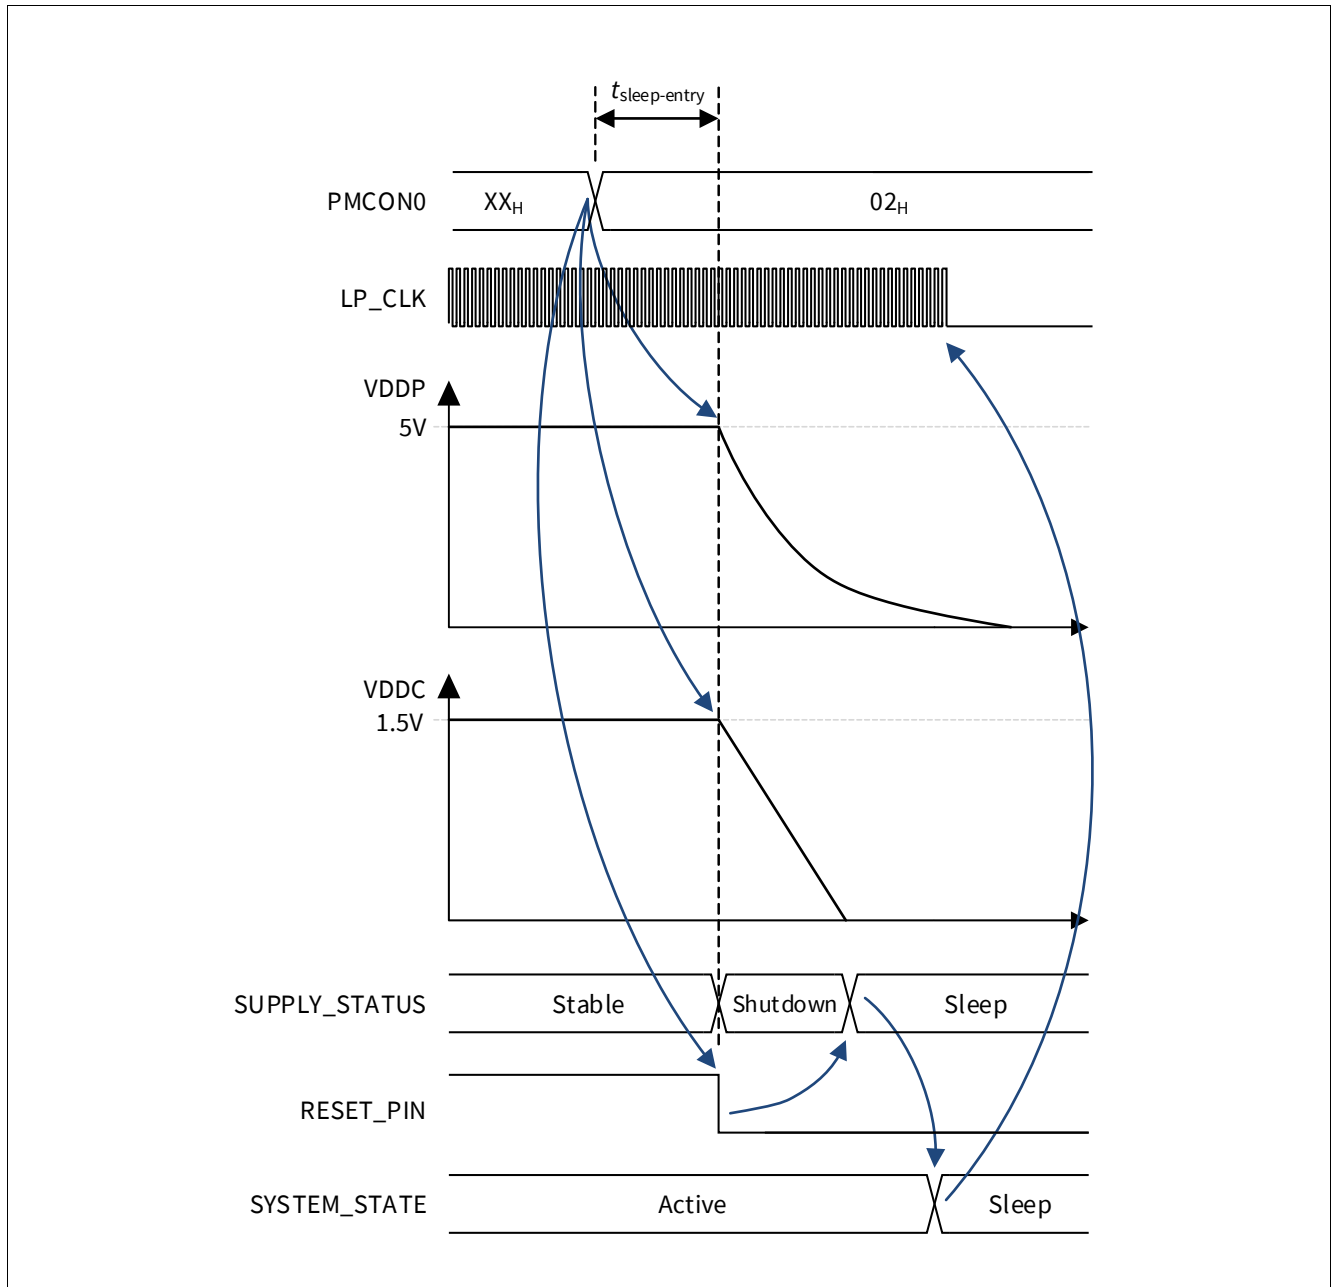 tsleep-entry
PMCON0 XXH 02H
LP_CLK
VDDP
5V
VDDC
1.5V
SUPPLY_STATUS Stable Shutdown Sleep
RESET_PIN
SYSTEM_STATE Active Sleep